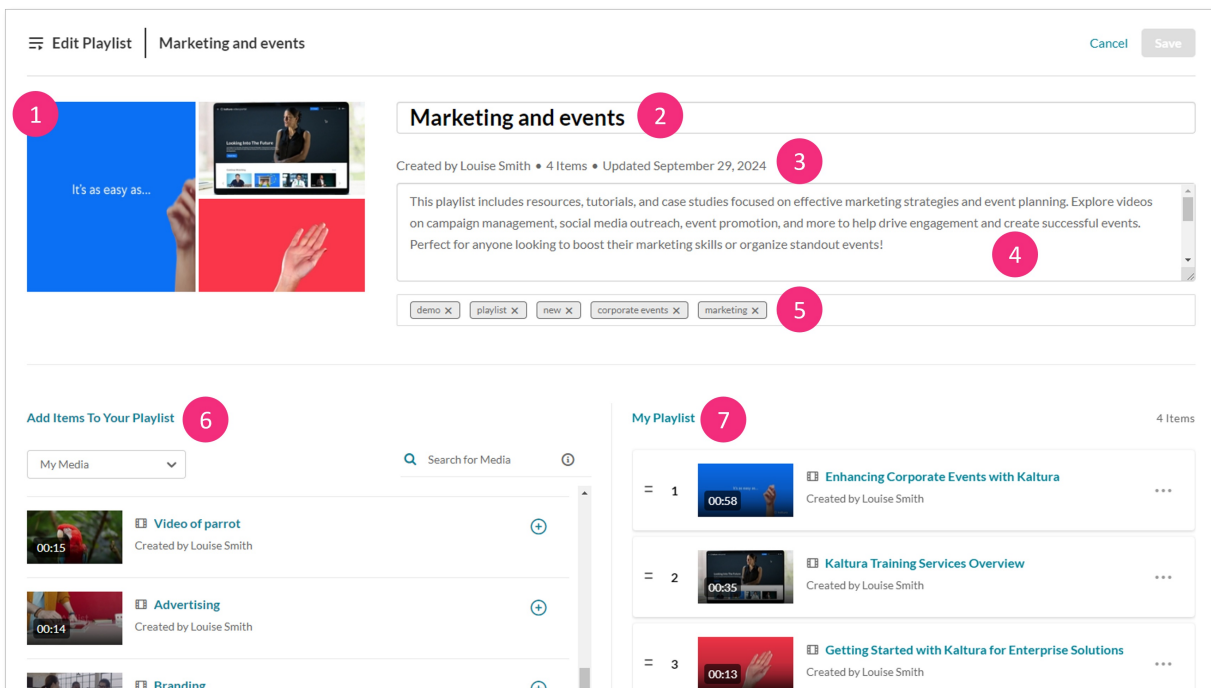 Edit Playlist Marketing and events
Cancel Save
1
It's as easy as...
Looking Into The Future
Marketing and events 2
Created by Louise Smith • 4 Items • Updated September 29, 2024 3
This playlist includes resources, tutorials, and case studies focused on effective marketing strategies and event planning. Explore videos
on campaign management, social media outreach, event promotion, and more to help drive engagement and create successful events.
Perfect for anyone looking to boost their marketing skills or organize standout events!
4
demo × playlist × new × corporate events × marketing × 5
Add Items To Your Playlist 6
My Media
Search for Media
00:15
Video of parrot
Created by Louise Smith
00:14
Advertising
Created by Louise Smith
Branding
My Playlist 7
4 Items
1
00:58
Enhancing Corporate Events with Kaltura
Created by Louise Smith
2
00:35
Kaltura Training Services Overview
Created by Louise Smith
3
00:13
Getting Started with Kaltura for Enterprise Solutions
Created by Louise Smith